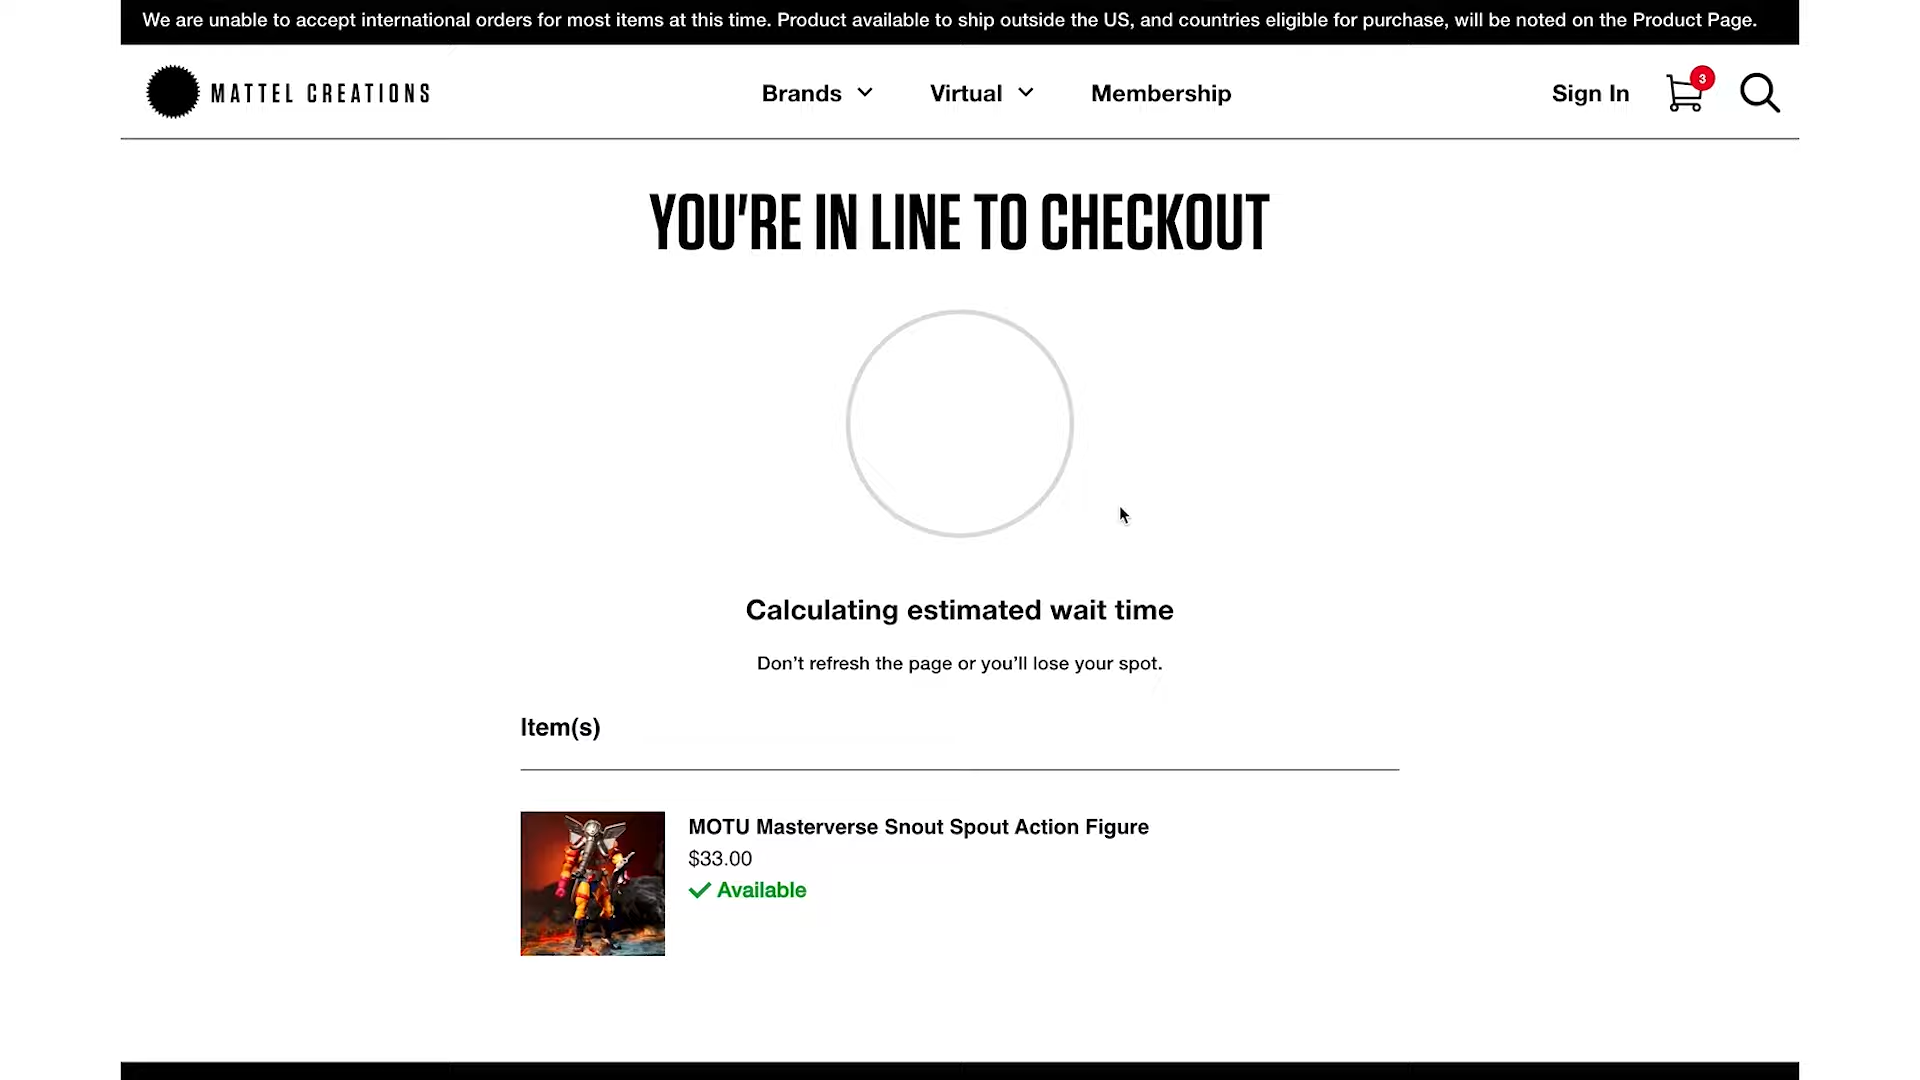 We are unable to accept international orders for most items at this time. Product available to ship outside the US, and countries eligible for purchase, will be noted on the Product Page.
MATTEL CREATIONS
Brands
Virtual
Membership
Sign In
3
YOU'RE IN LINE TO CHECKOUT
Calculating estimated wait time
Don’t refresh the page or you’ll lose your spot.
Item(s)
MOTU Masterverse Snout Spout Action Figure
$33.00
Available